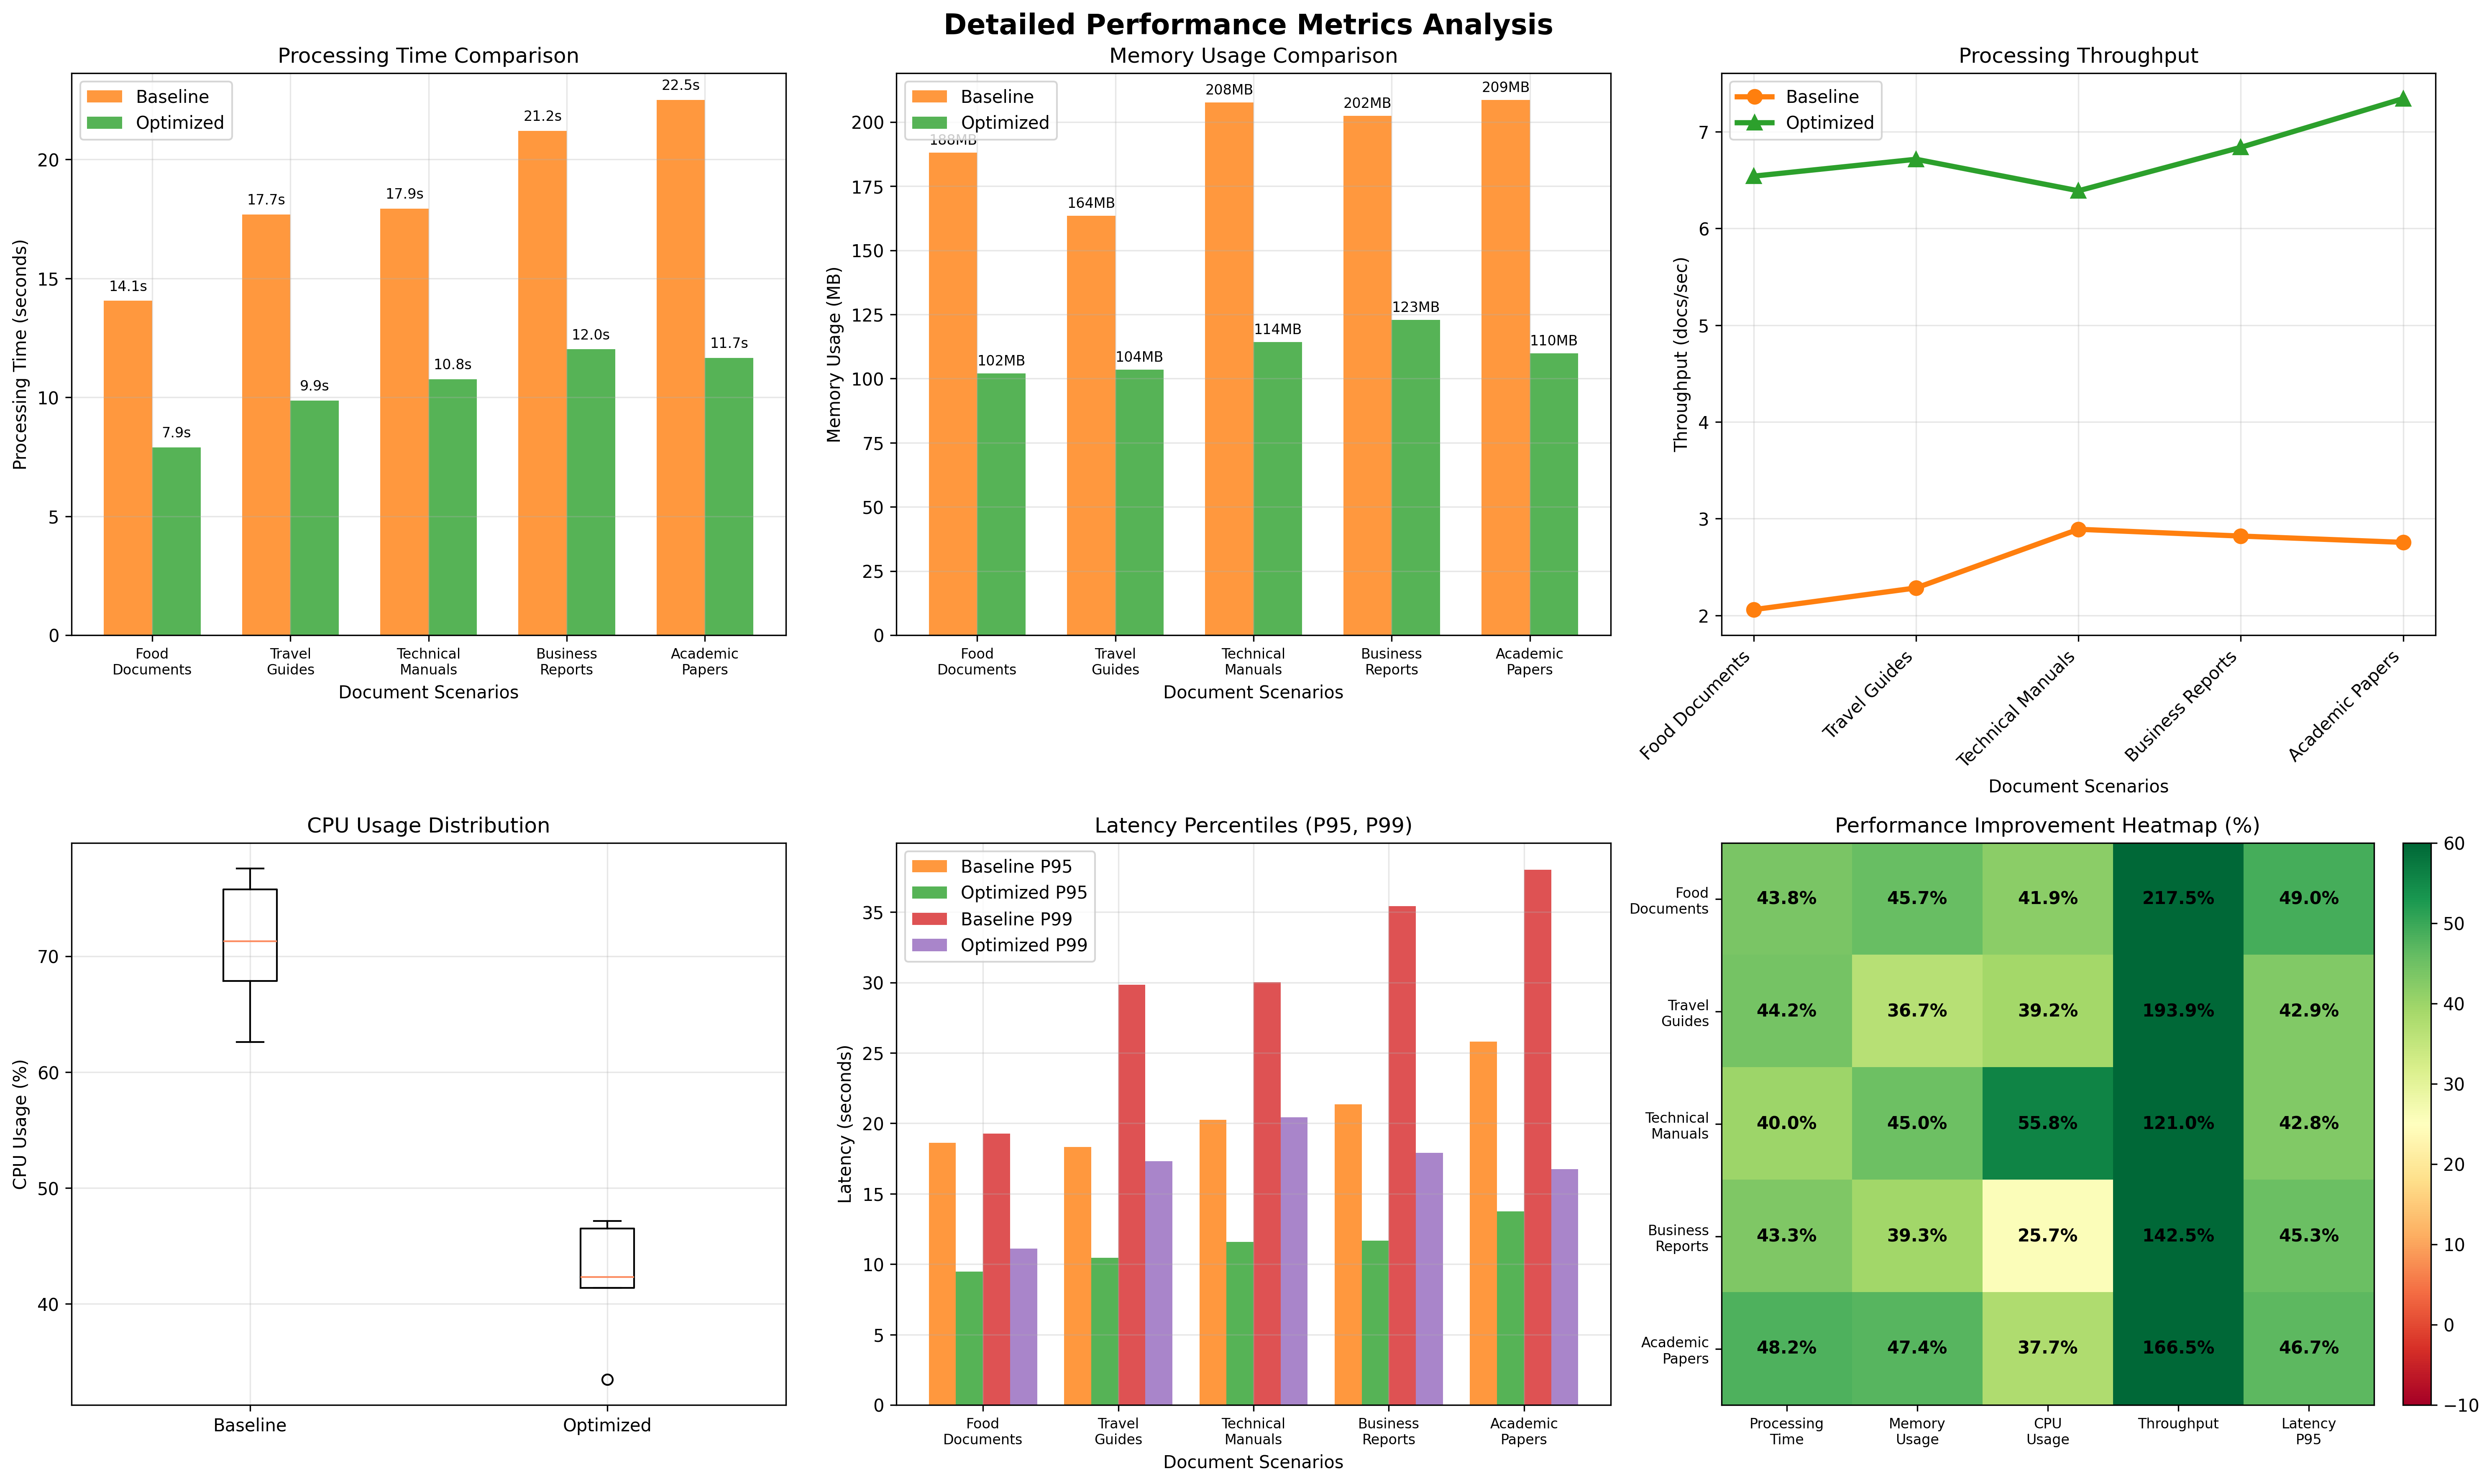 Detailed Performance Metrics Analysis
Processing Time Comparison
Baseline
Optimized
Processing Time (seconds)
20
15
10
5
0
14.1s
7.9s
17.7s
9.9s
17.9s
10.8s
21.2s
12.0s
22.5s
11.7s
Food
Documents
Travel
Guides
Technical
Manuals
Business
Reports
Academic
Papers
Document Scenarios
Memory Usage Comparison
Baseline
Optimized
Memory Usage (MB)
200
175
150
125
100
75
50
25
0
188MB
102MB
164MB
104MB
208MB
114MB
202MB
123MB
209MB
110MB
Food
Documents
Travel
Guides
Technical
Manuals
Business
Reports
Academic
Papers
Document Scenarios
Processing Throughput
Baseline
Optimized
Throughput (docs/sec)
7
6
5
4
3
2
Food Documents
Travel Guides
Technical Manuals
Business Reports
Academic Papers
Document Scenarios
CPU Usage Distribution
CPU Usage (%)
70
60
50
40
Baseline
Optimized
Latency Percentiles (P95, P99)
Baseline P95
Optimized P95
Baseline P99
Optimized P99
Latency (seconds)
35
30
25
20
15
10
5
0
Food
Documents
Travel
Guides
Technical
Manuals
Business
Reports
Academic
Papers
Document Scenarios
Performance Improvement Heatmap (%)
Food
Documents
43.8% 45.7% 41.9% 217.5% 49.0%
Travel
Guides
44.2% 36.7% 39.2% 193.9% 42.9%
Technical
Manuals
40.0% 45.0% 55.8% 121.0% 42.8%
Business
Reports
43.3% 39.3% 25.7% 142.5% 45.3%
Academic
Papers
48.2% 47.4% 37.7% 166.5% 46.7%
Processing
Time
Memory
Usage
CPU
Usage
Throughput
Latency
P95
60
50
40
30
20
10
0
−10